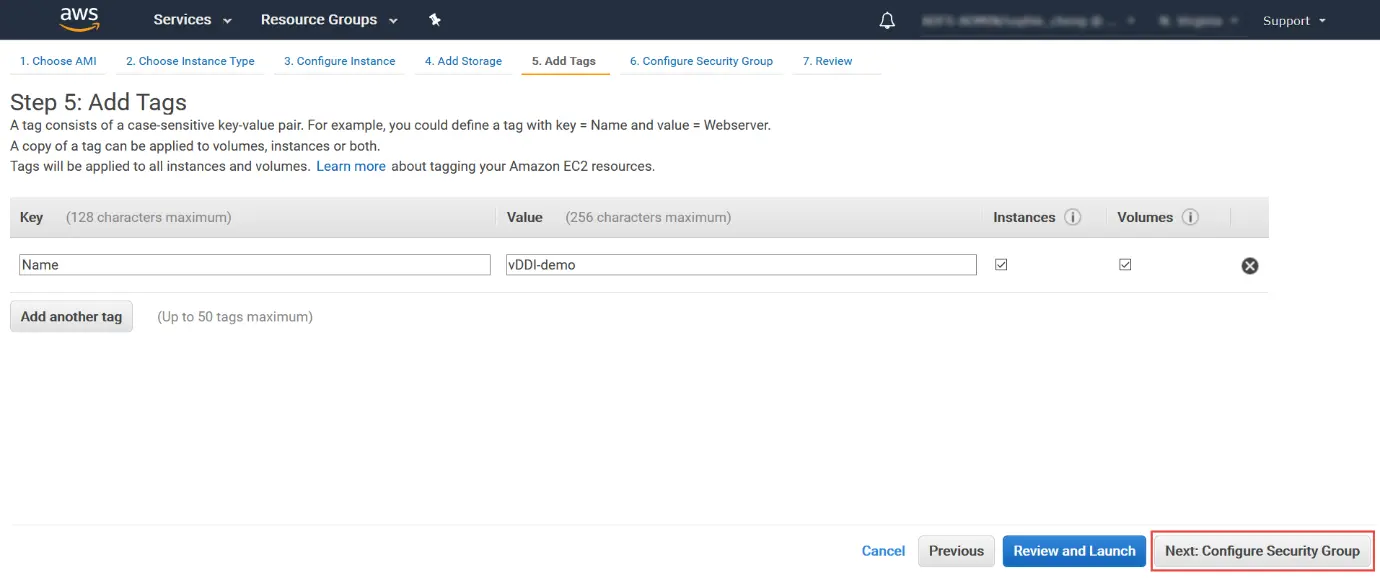 aws Services Resource Groups Support
1. Choose AMI 2. Choose Instance Type 3. Configure Instance 4. Add Storage 5. Add Tags 6. Configure Security Group 7. Review
Step 5: Add Tags
A tag consists of a case-sensitive key-value pair. For example, you could define a tag with key = Name and value = Webserver.
A copy of a tag can be applied to volumes, instances or both.
Tags will be applied to all instances and volumes. Learn more about tagging your Amazon EC2 resources.
Key (128 characters maximum) Value (256 characters maximum) Instances i Volumes i
Name vDDI-demo
Add another tag (Up to 50 tags maximum)
Cancel Previous Review and Launch Next: Configure Security Group